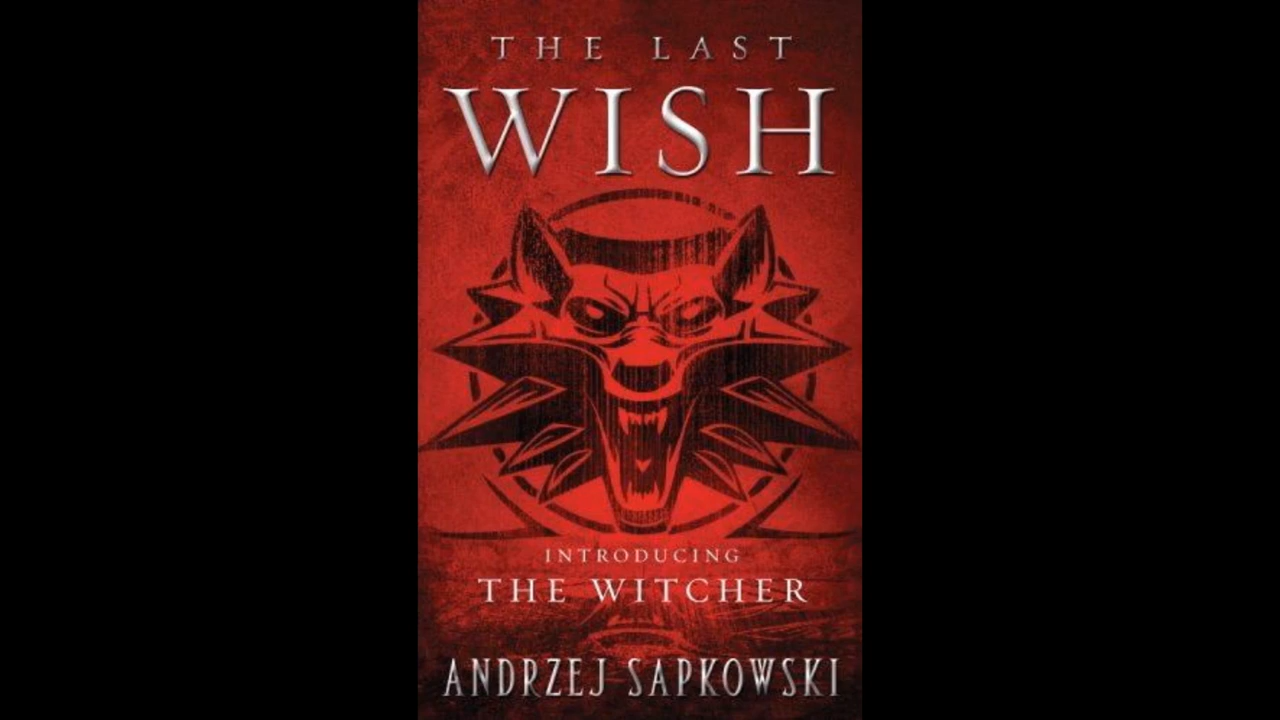 THE LAST
WISH
INTRODUCING
THE WITCHER
ANDRZEJ SAPKOWSKI